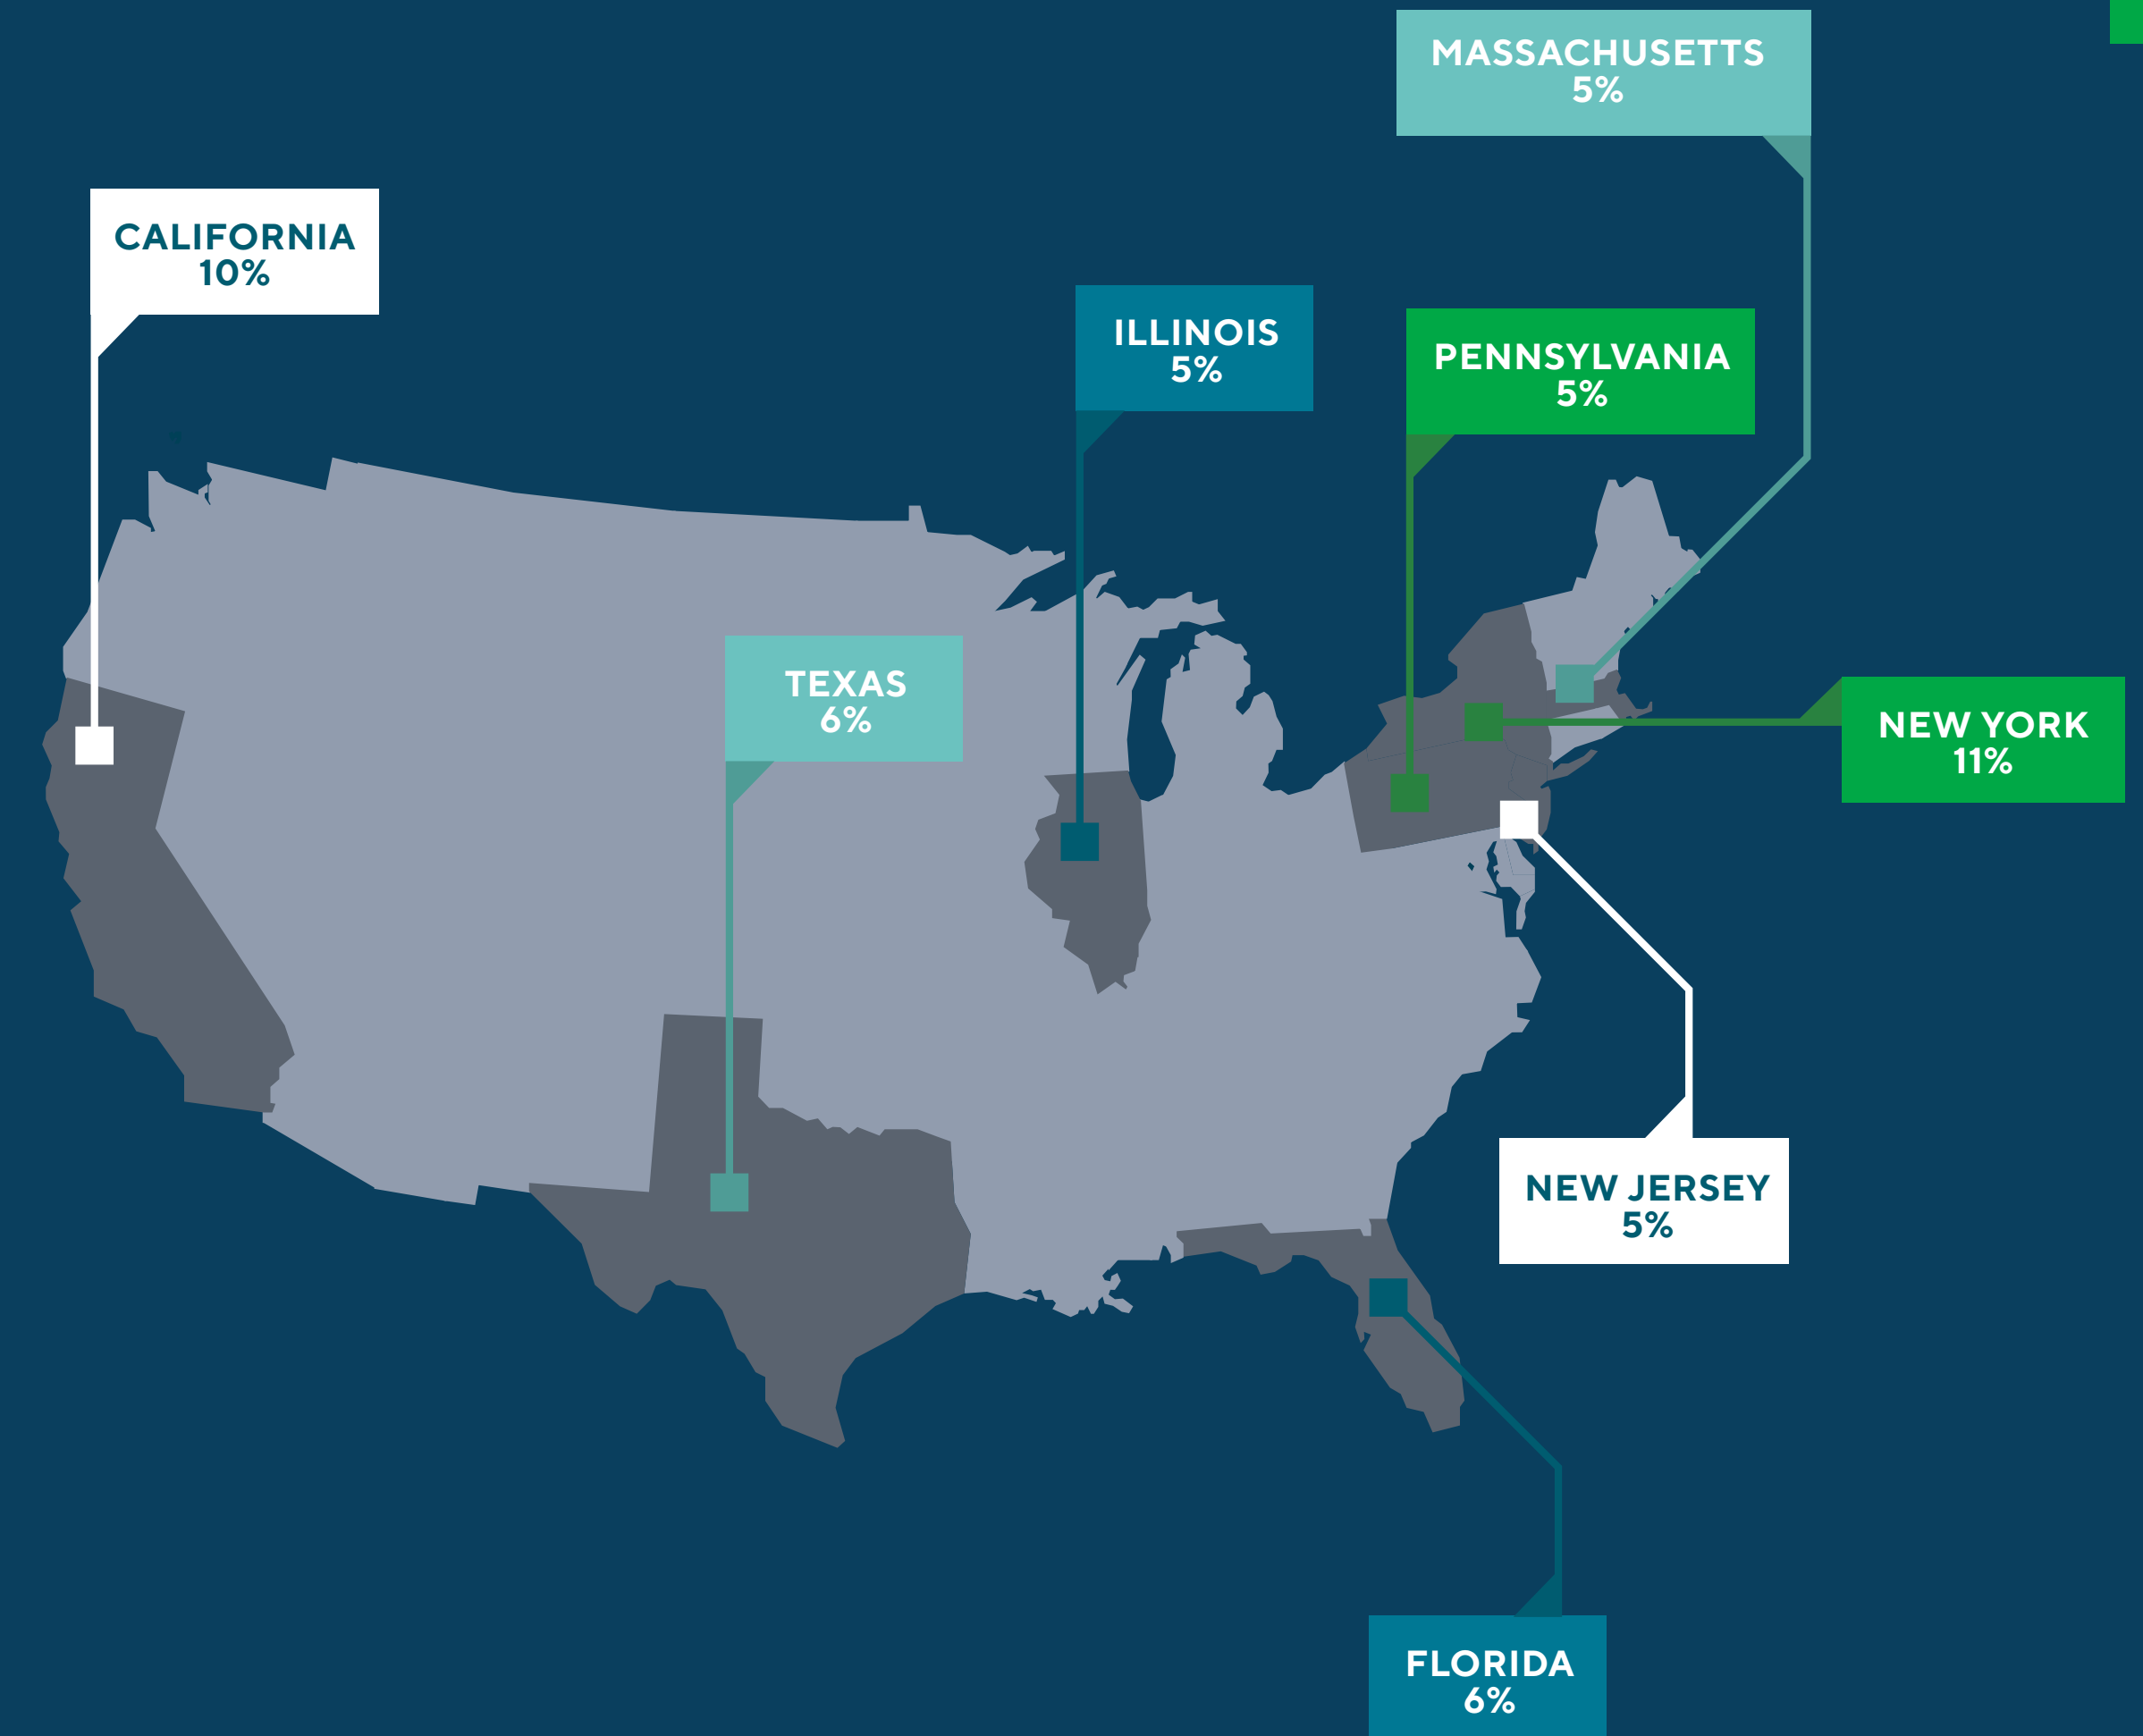 MASSACHUSETTS
5%
CALIFORNIA
10%
ILLINOIS
5%
PENNSYLVANIA
5%
TEXAS
6%
NEW YORK
11%
NEW JERSEY
5%
FLORIDA
6%